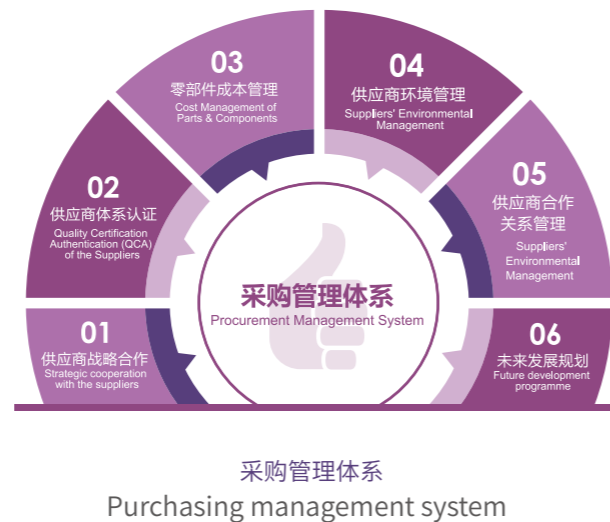 01
供应商战略合作
Strategic cooperation
with the suppliers
02
供应商体系认证
Quality Certification
Authentication (QCA)
of the Suppliers
03
零部件成本管理
Cost Management of
Parts & Components
04
供应商环境管理
Suppliers' Environmental
Management
05
供应商合作
关系管理
Suppliers'
Environmental
Management
06
未来发展规划
Future development
programme
采购管理体系
Procurement Management System
采购管理体系
Purchasing management system